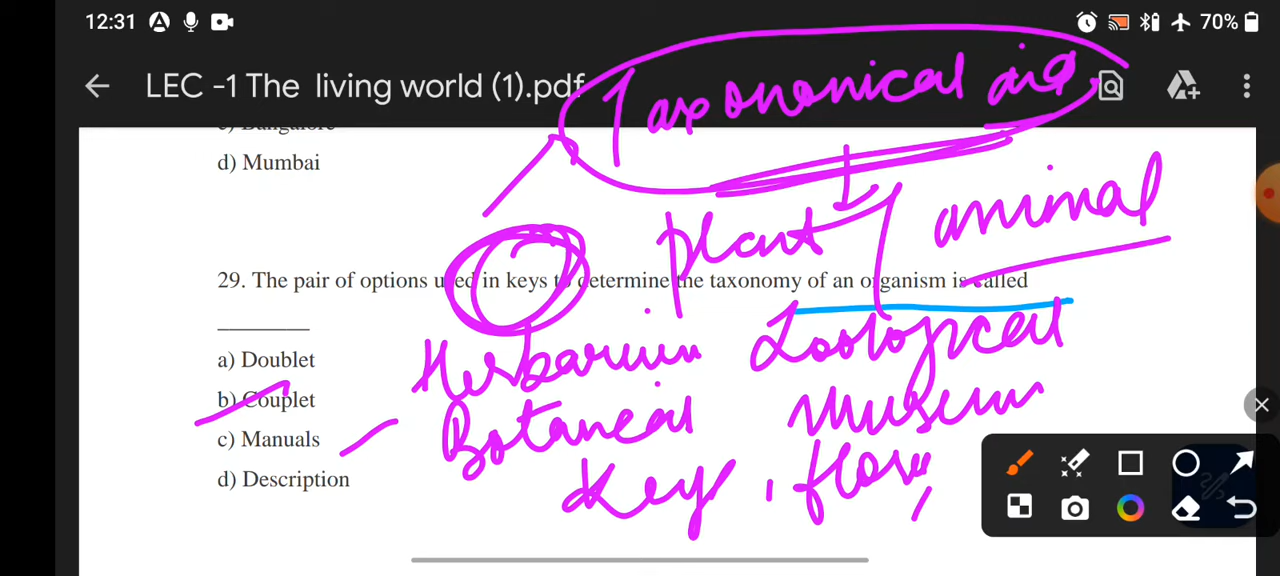 12:31 70%
LEC -1 The living world (1).pdf
Taxonomical aid
d) Mumbai
plant animal
29. The pair of options used in keys to determine the taxonomy of an organism is called
a) Doublet
b) Couplet
c) Manuals
d) Description
Herbarium Zoological
Botanical museum
Keys, flora,